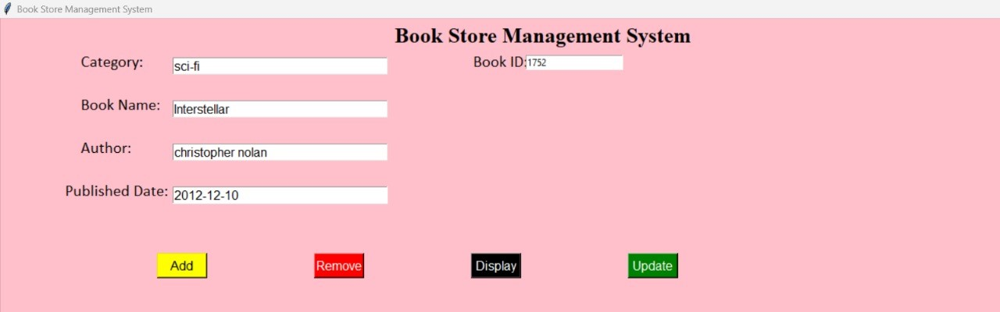 Book Store Management System
Book Store Management System
Category: sci-fi Book ID: 1752
Book Name: Interstellar
Author: christopher nolan
Published Date: 2012-12-10
Add Remove Display Update